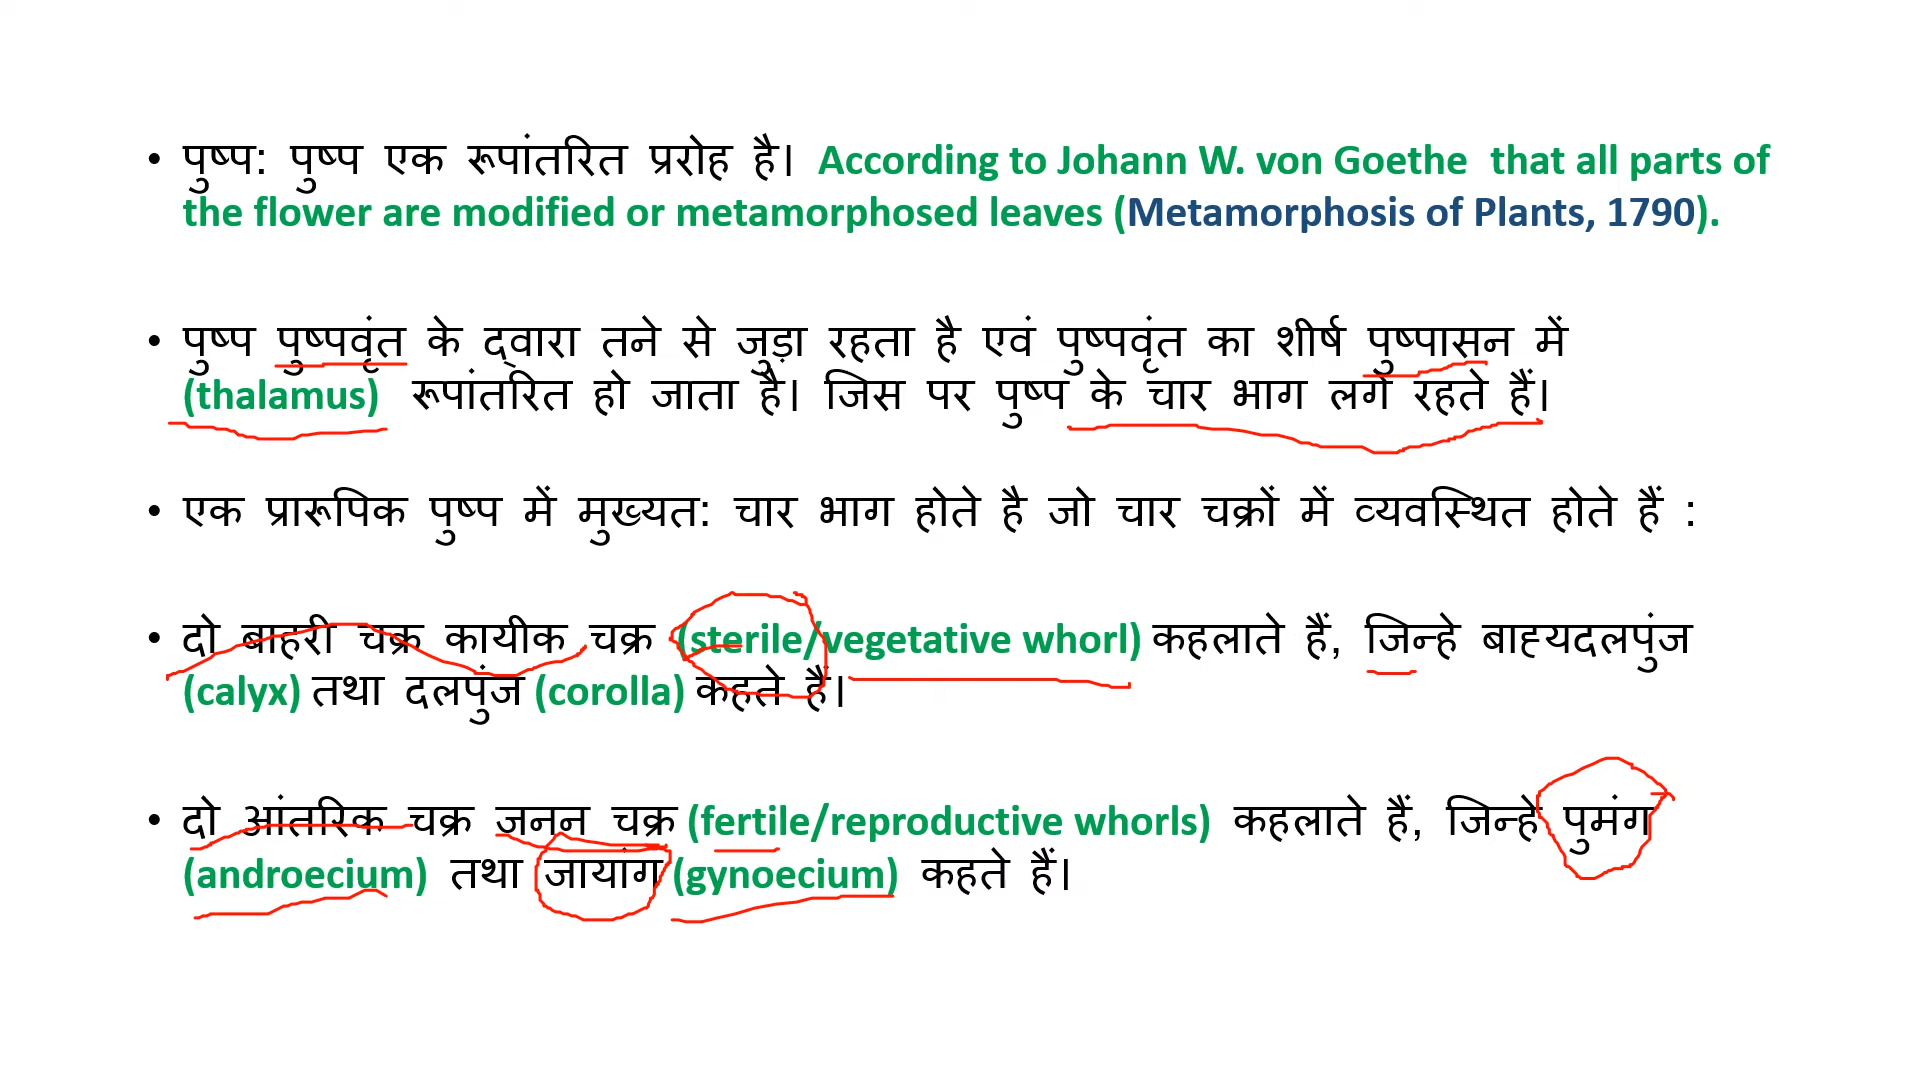 • पुष्प: पुष्प एक रूपांतरित प्ररोह है। According to Johann W. von Goethe that all parts of
the flower are modified or metamorphosed leaves (Metamorphosis of Plants, 1790).
• पुष्प पुष्पवृंत के द्वारा तने से जुड़ा रहता है एवं पुष्पवृंत का शीर्ष पुष्पासन में
(thalamus) रूपांतरित हो जाता है। जिस पर पुष्प के चार भाग लगे रहते हैं।
• एक प्रारूपिक पुष्प में मुख्यत: चार भाग होते है जो चार चक्रों में व्यवस्थित होते हैं :
• दो बाहरी चक्र कायीक चक्र (sterile/vegetative whorl) कहलाते हैं, जिन्हे बाह्यदलपुंज
(calyx) तथा दलपुंज (corolla) कहते हैं।
• दो आंतरिक चक्र जनन चक्र (fertile/reproductive whorls) कहलाते हैं, जिन्हे पुमंग
(androecium) तथा जायांग (gynoecium) कहते हैं।